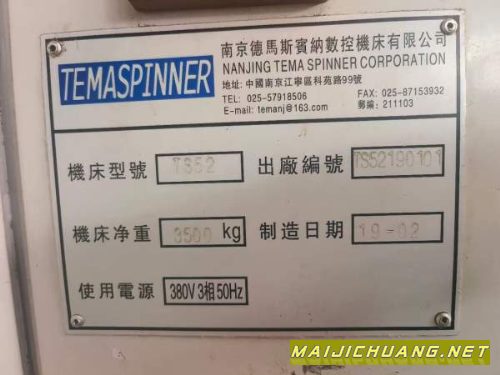 TEMASPINNER
南京德馬斯賓納數控機床有限公司
NANJING TEMA SPINNER CORPORATION
地址: 中國南京江寧區科苑路99號
TEL: 025-57918506 FAX: 025-87153932
E-mail: temanj@163.com 郵編: 211103
機床型號 TS52 出廠編號 TS52190101
機床净重 3500 kg 制造日期 19-02
使用電源 380V 3相 50Hz
MAIJICHUANG.NET